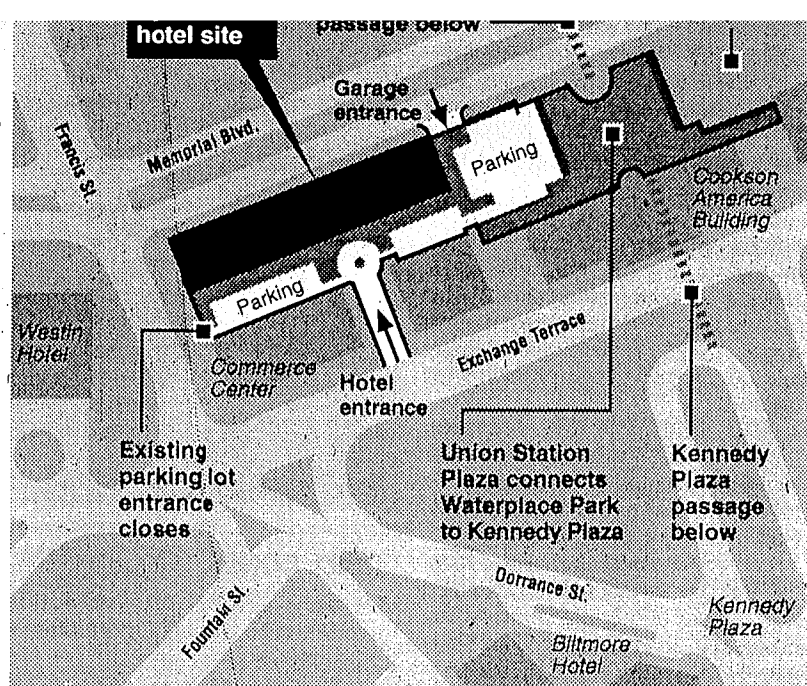 hotel site
passage below
Garage
entrance
Memorial Blvd.
Francis St.
Parking
Cookson
America
Building
Parking
Westin
Hotel
Commerce
Center
Hotel
entrance
Exchange Terrace
Existing
parking lot
entrance
closes
Union Station
Plaza connects
Waterplace Park
to Kennedy Plaza
Kennedy
Plaza
passage
below
Dorrance St.
Fountain St.
Biltmore
Hotel
Kennedy
Plaza